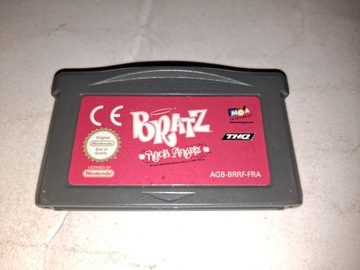 CE
BRATZ
Rock Angelz
MGA
THQ
Original
Nintendo
Seal of
Quality
LICENSED BY
Nintendo
AGB-BRRF-FRA